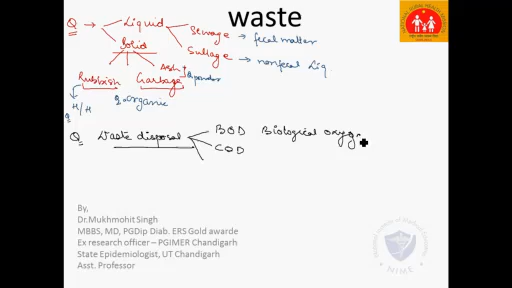 waste
Q → Liquid
Sewage → fecal matter
Solid
Sullage → nonfecal Liq
Ash
Rubbish Garbage
H/H organic
Q Waste disposal BOD Biological oxyg
COD
By,
Dr.Mukhmohit Singh
MBBS, MD, PGDip Diab. ERS Gold awarde
Ex research officer – PGIMER Chandigarh
State Epidemiologist, UT Chandigarh
Asst. Professor
NIME